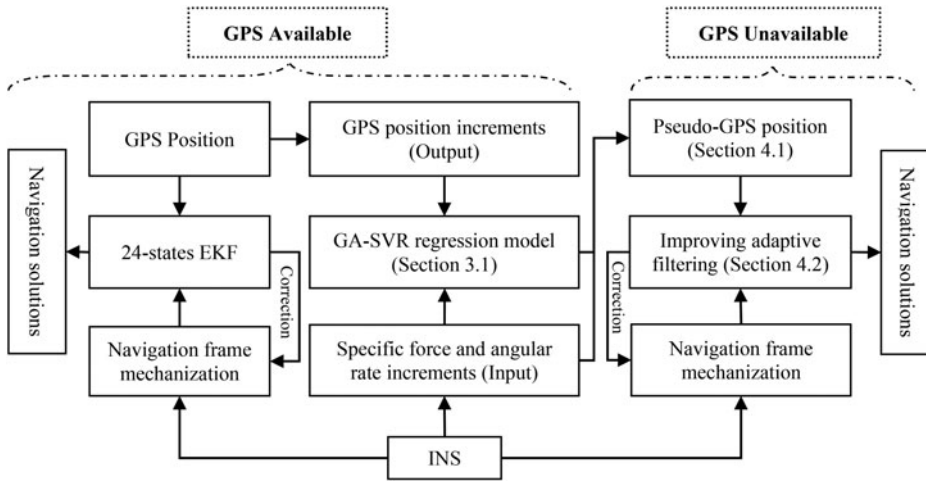 GPS Available
GPS Unavailable
GPS Position
GPS position increments
(Output)
Pseudo-GPS position
(Section 4.1)
Navigation solutions
24-states EKF
Correction
GA-SVR regression model
(Section 3.1)
Correction
Improving adaptive
filtering (Section 4.2)
Navigation solutions
Navigation frame
mechanization
Specific force and angular
rate increments (Input)
Navigation frame
mechanization
INS